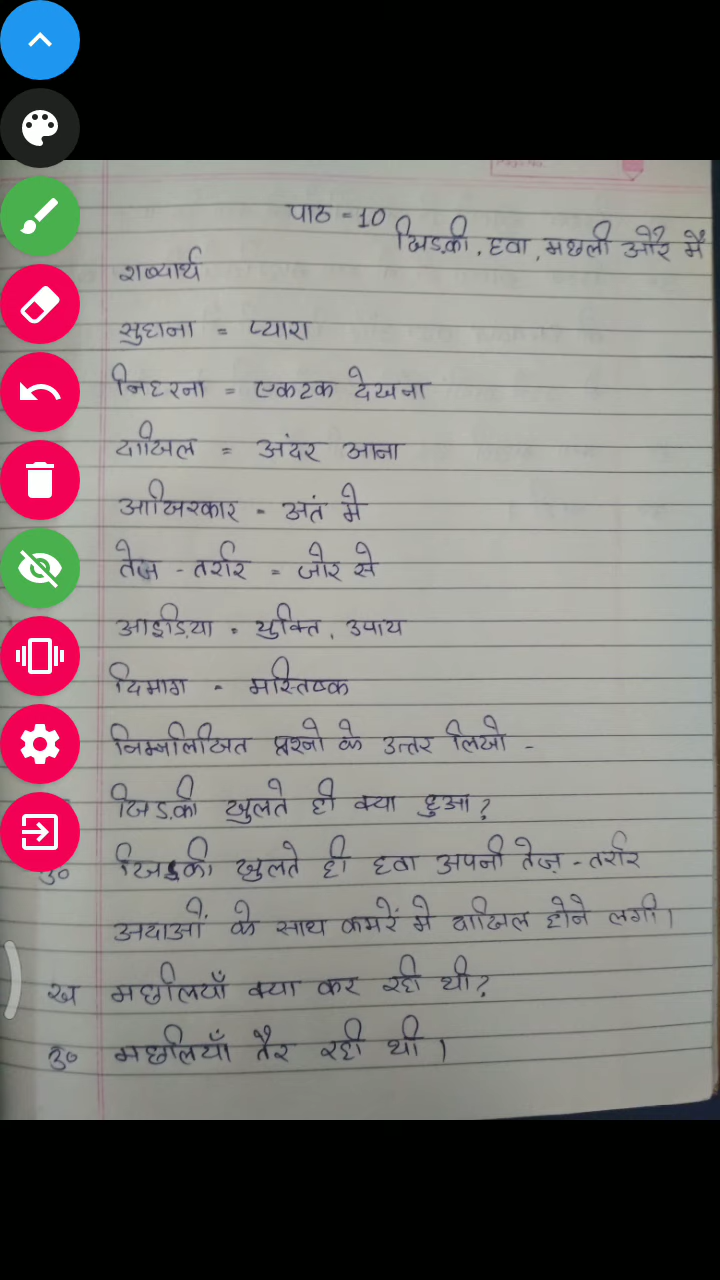 पाठ - 10
खिड़की, हवा, मछली और मैं
शब्दार्थ
सुहाना = प्यारा
निहरना = एकटक देखना
दाखिल = अंदर आना
आखिरकार - अतं मे
तेज़ - तर्रार = जोर से
आइडिया - युक्ति, उपाय
दिमाग - मस्तिष्क
निम्नलिखित प्रश्नो के उत्तर लिखो -
खिड़की खुलते ही क्या हुआ?
उ० खिड़की खुलते ही हवा अपनी तेज़ - तर्रार
अदाओं के साथ कमरें मे दाखिल होने लगी।
ख मछलियाँ क्या कर रही थी?
उ० मछलियाँ तैर रही थी।